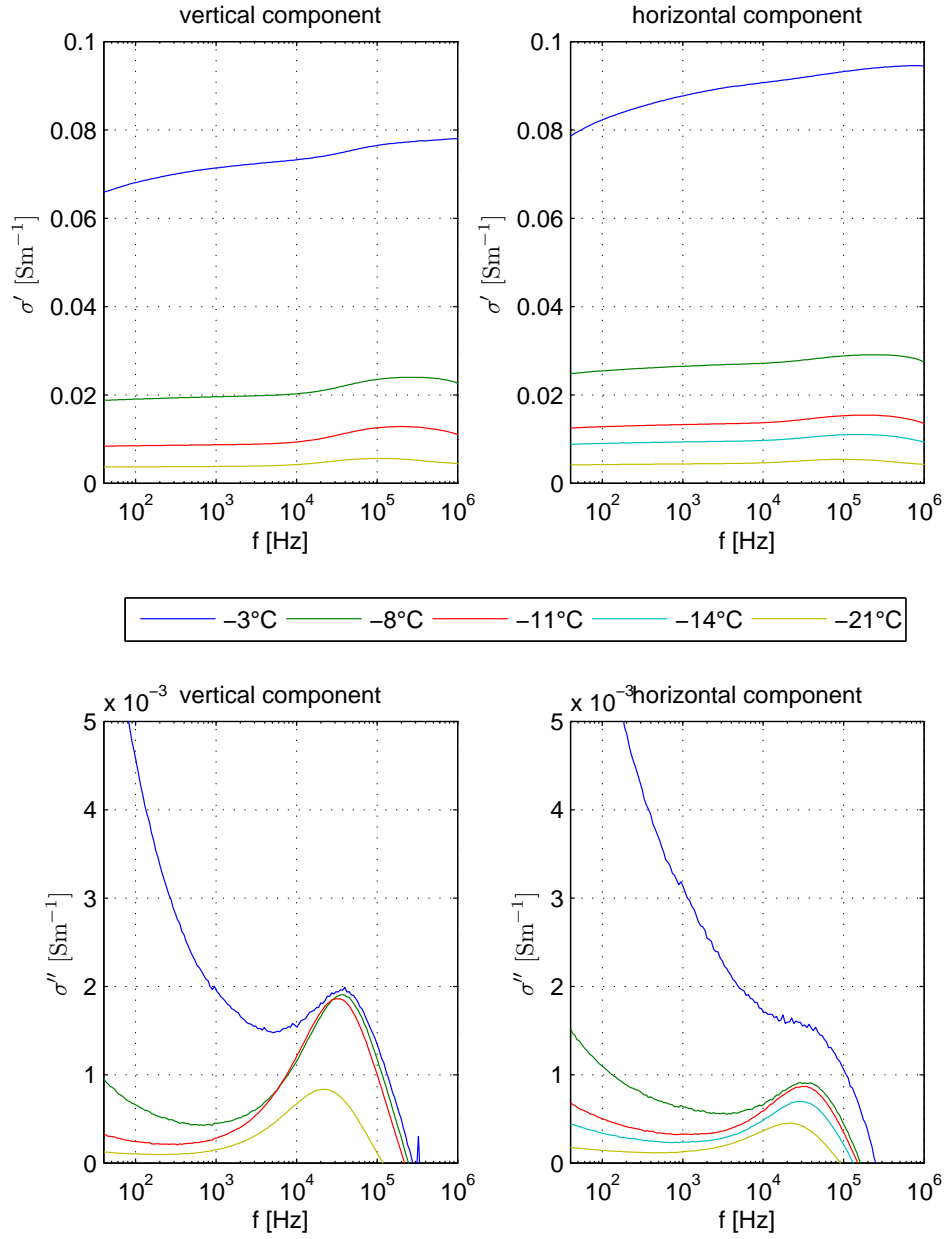 vertical component
horizontal component
0.1
0.08
0.06
0.04
0.02
0
σ′ [Sm⁻¹]
10² 10³ 10⁴ 10⁵ 10⁶
f [Hz]
0.1
0.08
0.06
0.04
0.02
0
σ′ [Sm⁻¹]
10² 10³ 10⁴ 10⁵ 10⁶
f [Hz]
−3°C −8°C −11°C −14°C −21°C
x 10⁻³ vertical component
x 10⁻³ horizontal component
5
4
3
2
1
0
σ′′ [Sm⁻¹]
10² 10³ 10⁴ 10⁵ 10⁶
f [Hz]
5
4
3
2
1
0
σ′′ [Sm⁻¹]
10² 10³ 10⁴ 10⁵ 10⁶
f [Hz]